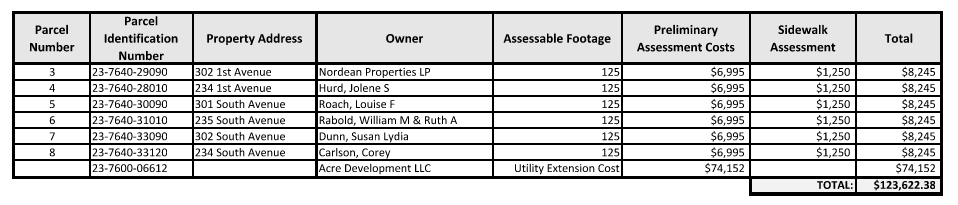 Parcel Number | Parcel Identification Number | Property Address | Owner | Assessable Footage | Preliminary Assessment Costs | Sidewalk Assessment | Total
3 | 23-7640-29090 | 302 1st Avenue | Nordean Properties LP | 125 | $6,995 | $1,250 | $8,245
4 | 23-7640-28010 | 234 1st Avenue | Hurd, Jolene S | 125 | $6,995 | $1,250 | $8,245
5 | 23-7640-30090 | 301 South Avenue | Roach, Louise F | 125 | $6,995 | $1,250 | $8,245
6 | 23-7640-31010 | 235 South Avenue | Rabold, William M & Ruth A | 125 | $6,995 | $1,250 | $8,245
7 | 23-7640-33090 | 302 South Avenue | Dunn, Susan Lydia | 125 | $6,995 | $1,250 | $8,245
8 | 23-7640-33120 | 234 South Avenue | Carlson, Corey | 125 | $6,995 | $1,250 | $8,245
23-7600-06612 | Acre Development LLC | Utility Extension Cost | $74,152 | $74,152
TOTAL: | $123,622.38